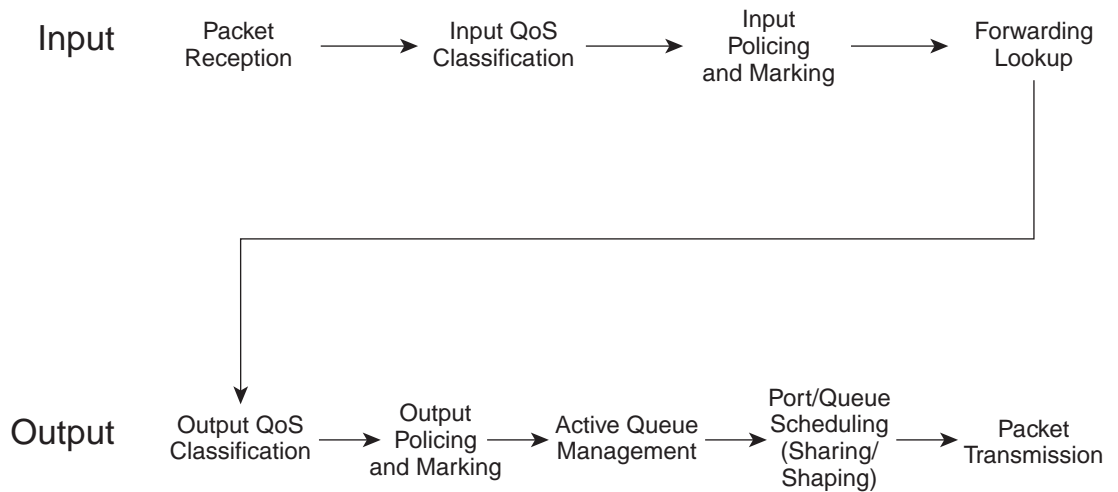 Input
Packet
Reception
Input QoS
Classification
Input
Policing
and Marking
Forwarding
Lookup
Output
Output QoS
Classification
Output
Policing
and Marking
Active Queue
Management
Port/Queue
Scheduling
(Sharing/
Shaping)
Packet
Transmission